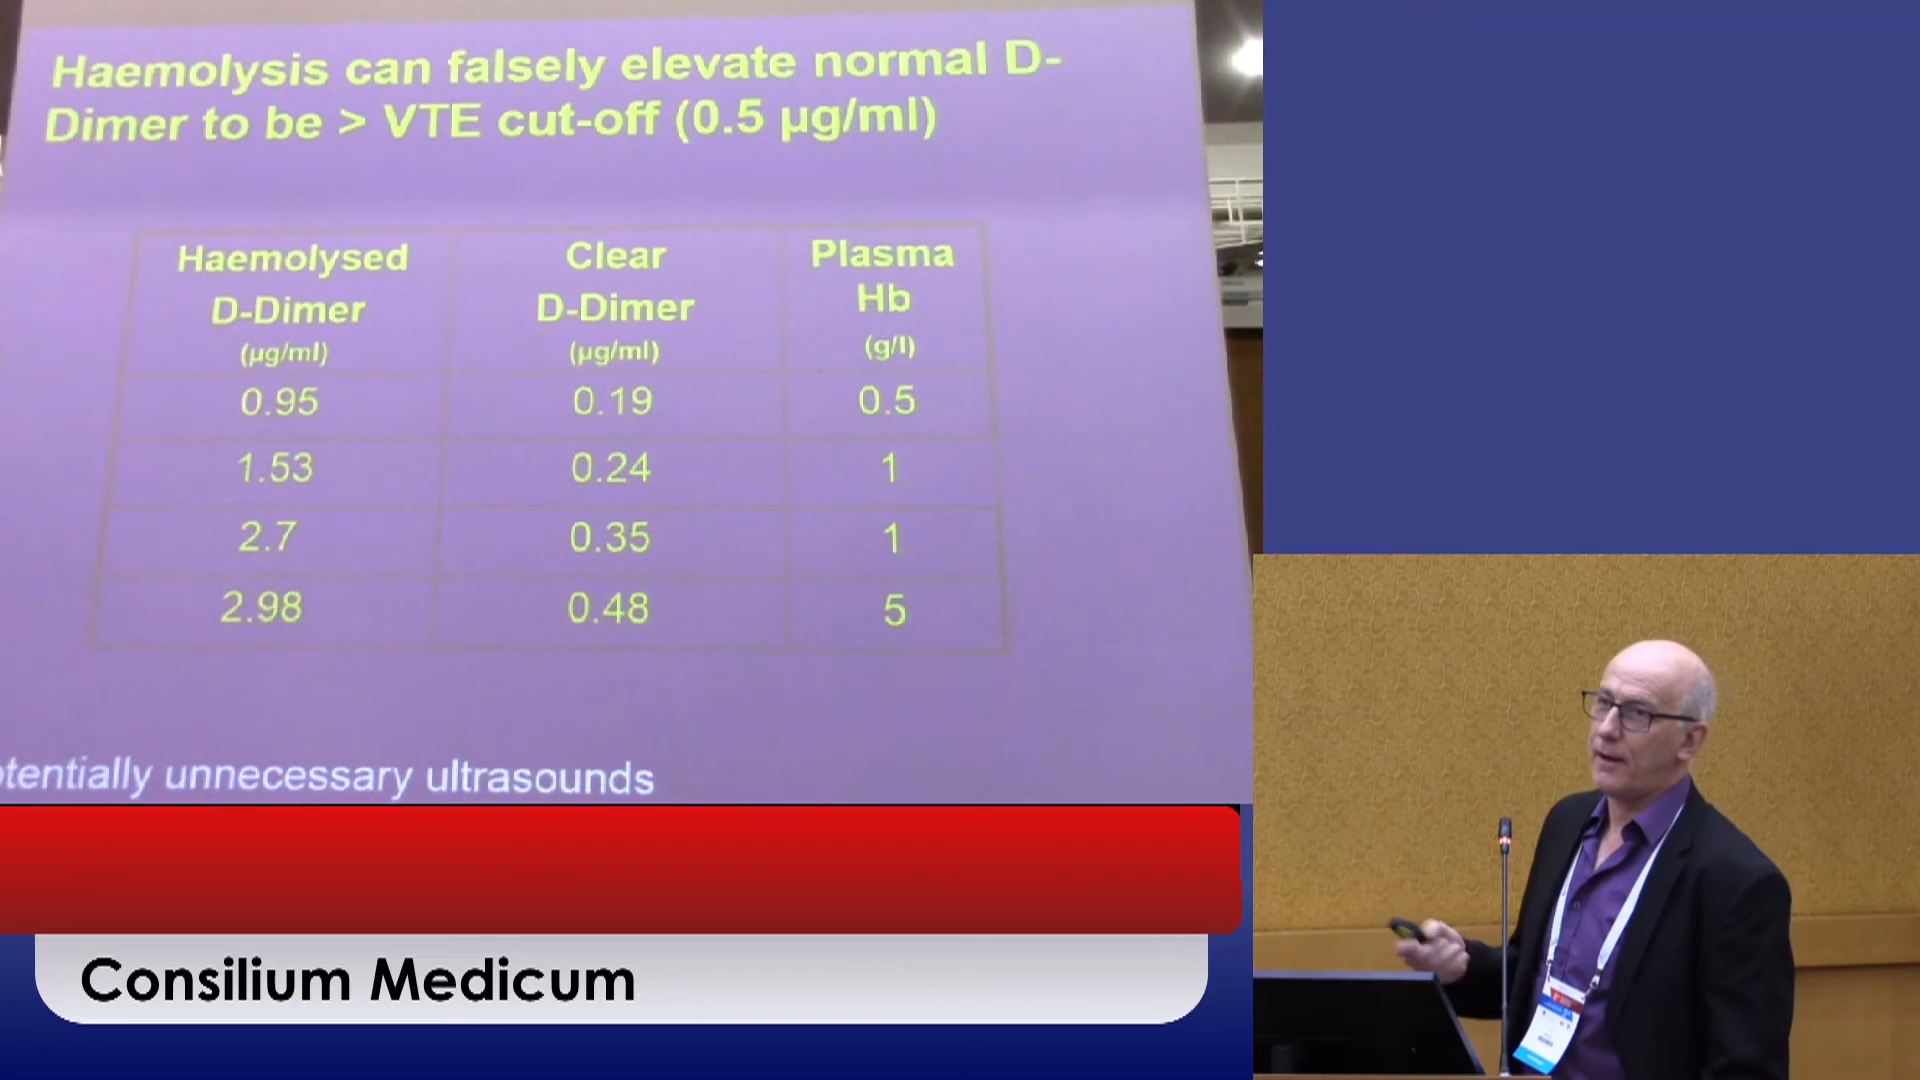 Haemolysis can falsely elevate normal D-
Dimer to be > VTE cut-off (0.5 µg/ml)
Haemolysed D-Dimer (µg/ml)
Clear D-Dimer (µg/ml)
Plasma Hb (g/l)
0.95 0.19 0.5
1.53 0.24 1
2.7 0.35 1
2.98 0.48 5
unnecessary ultrasounds
Consilium Medicum